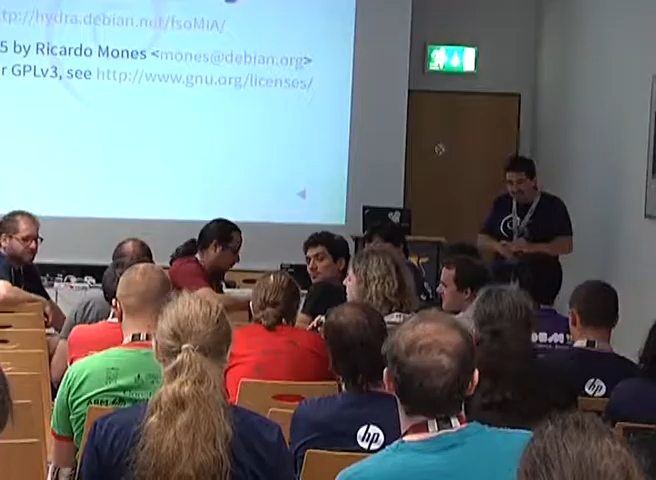 tp://hydra.debian.net/fsoMiA/
5 by Ricardo Mones <mones@debian.org>
r GPLv3, see http://www.gnu.org/licenses/
hp
hp